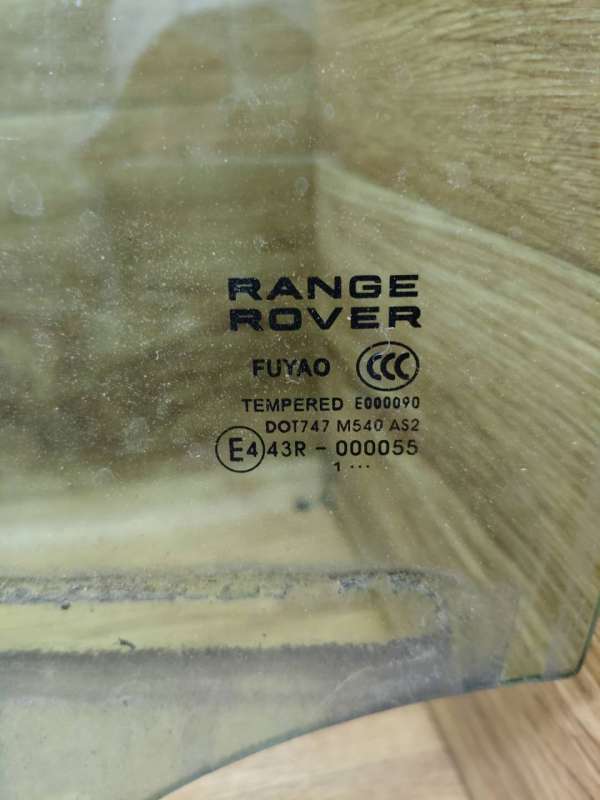 RANGE
ROVER
FUYAO CCC
TEMPERED E000090
DOT747 M540 AS2
E4 43R - 000055
1 ...